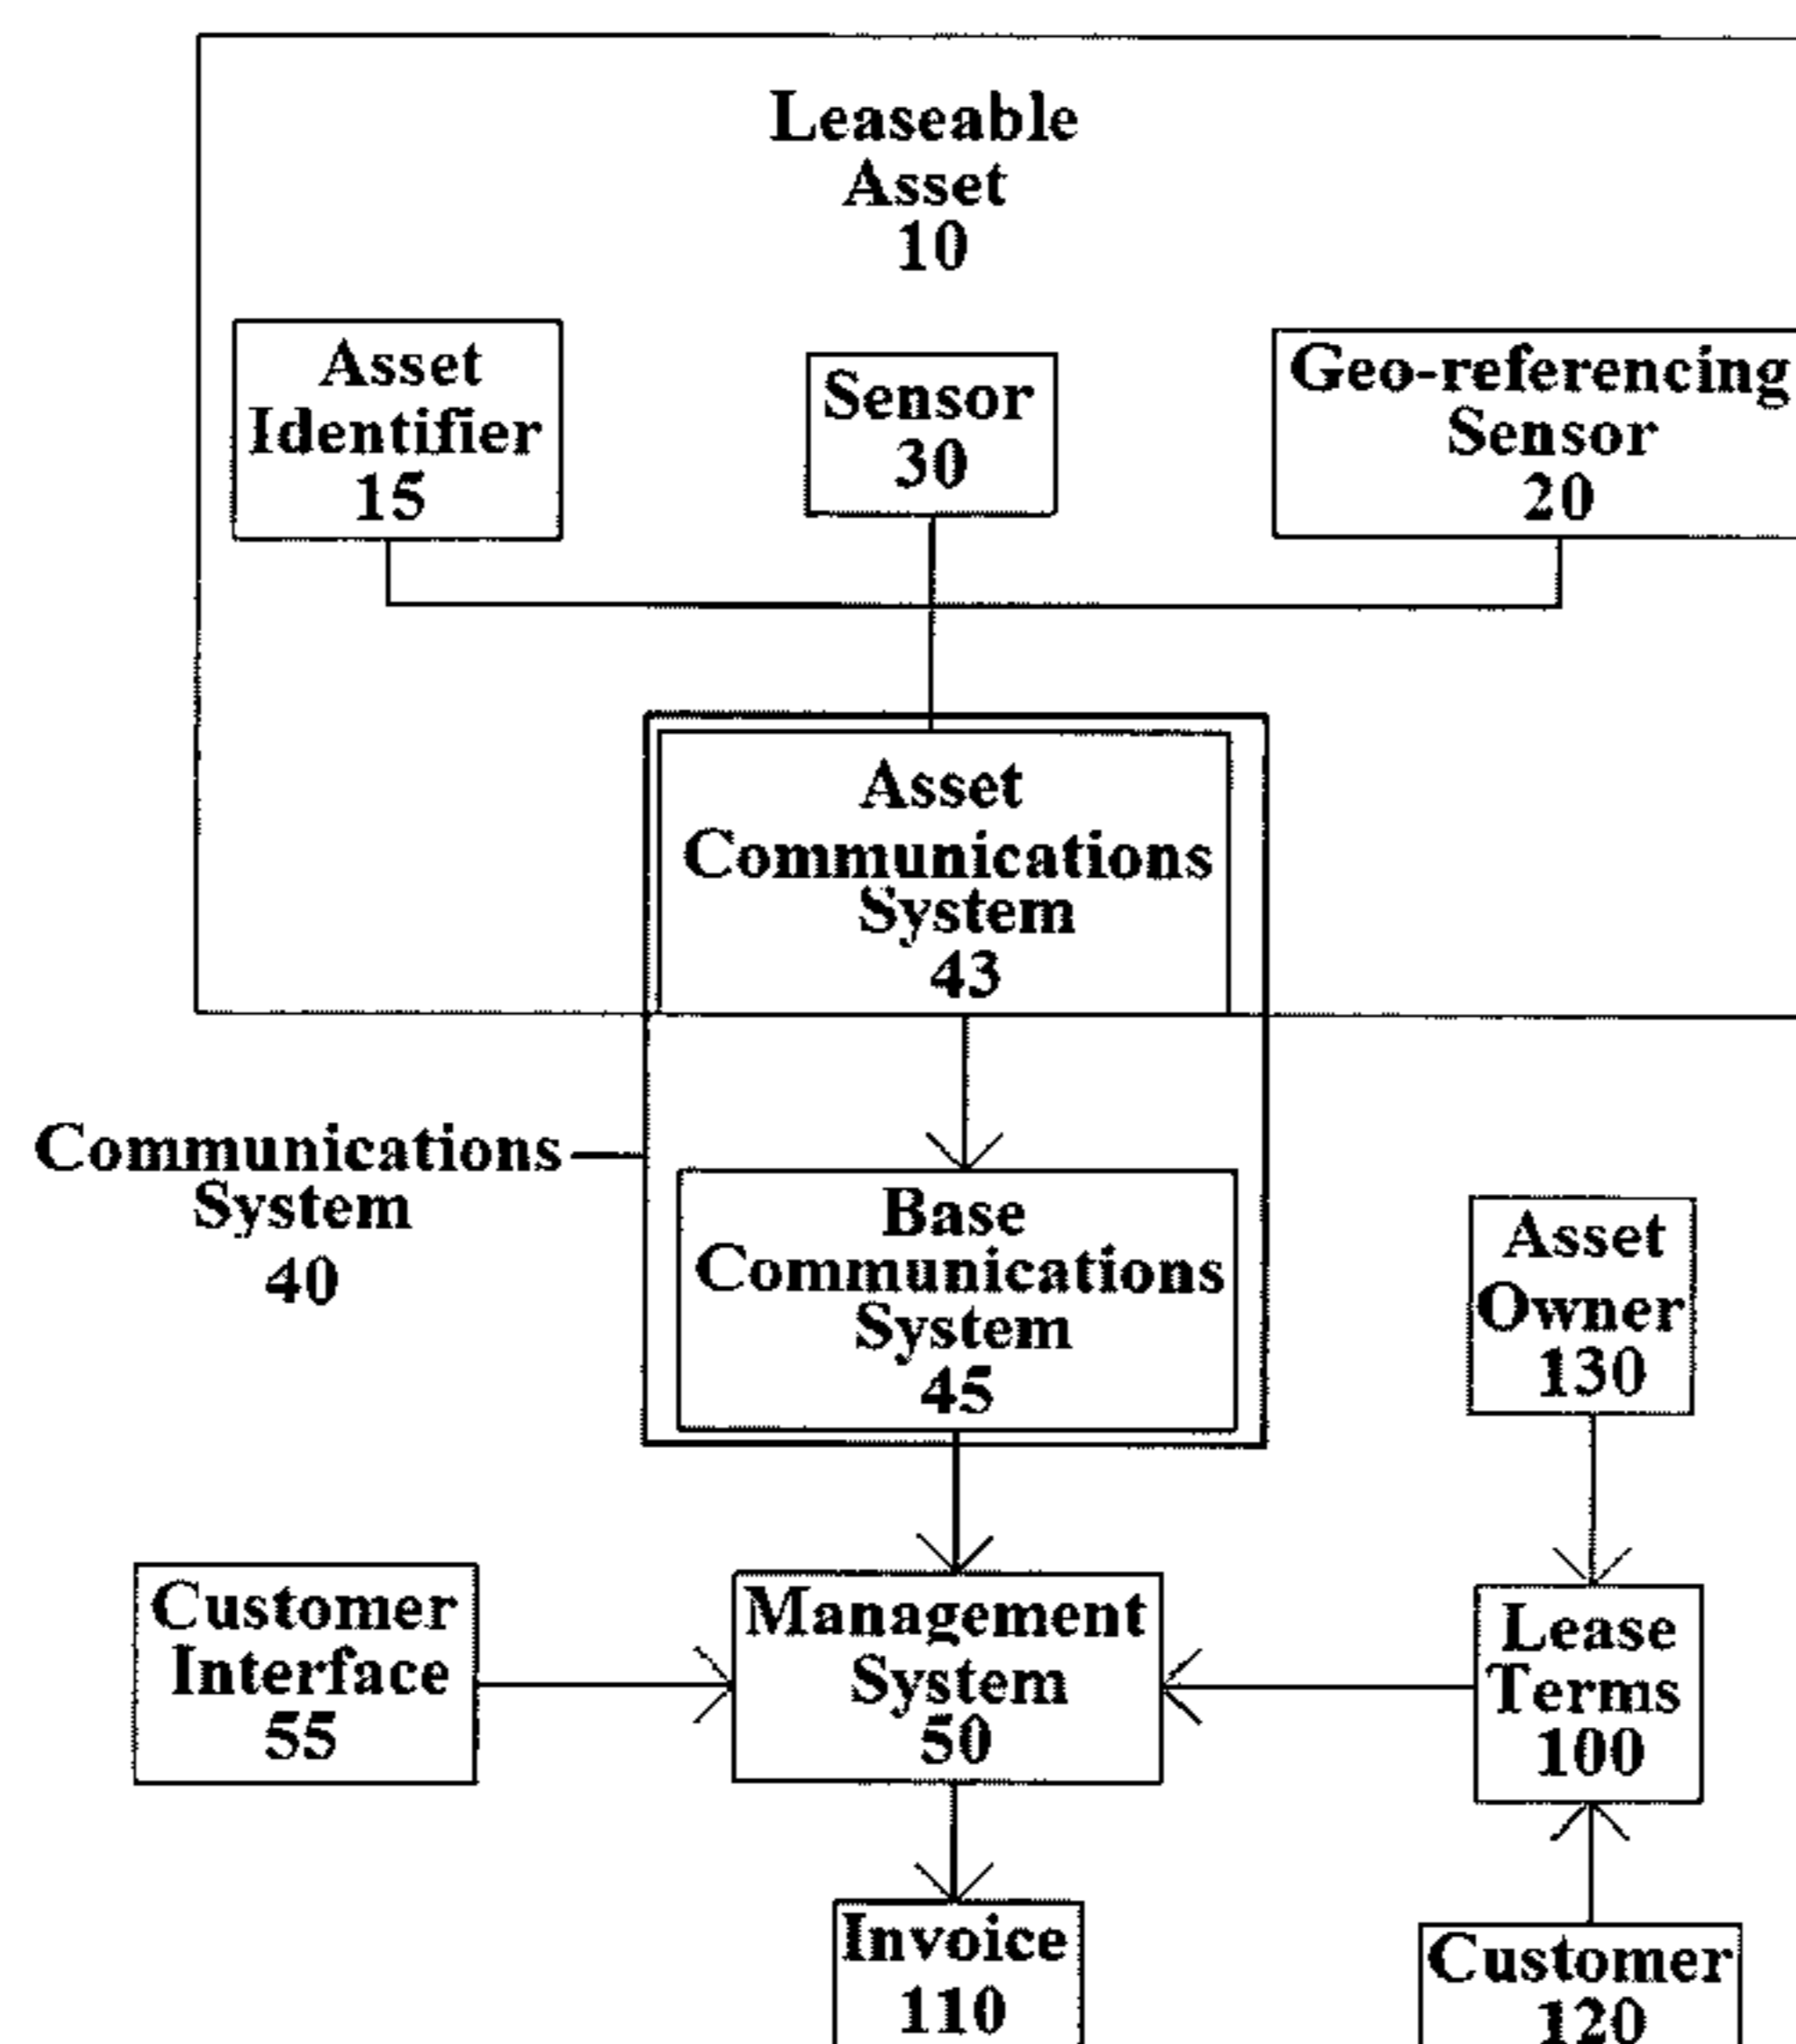 Leaseable
Asset
10
Asset
Identifier
15
Sensor
30
Geo-referencing
Sensor
20
Asset
Communications
System
43
Communications
System
40
Base
Communications
System
45
Asset
Owner
130
Customer
Interface
55
Management
System
50
Lease
Terms
100
Invoice
110
Customer
120